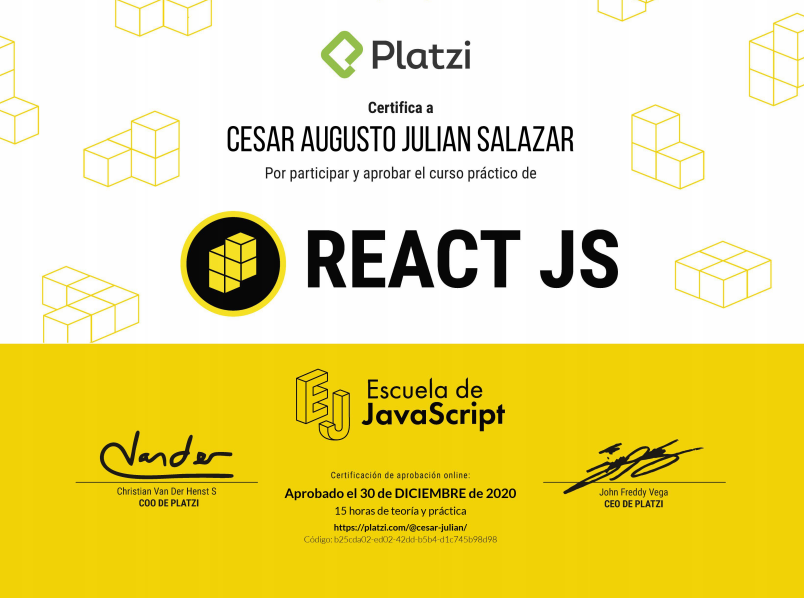 Platzi
Certifica a
CESAR AUGUSTO JULIAN SALAZAR
Por participar y aprobar el curso práctico de
REACT JS
EJ
Escuela de
JavaScript
Vander
Christian Van Der Henst S
COO DE PLATZI
Certificación de aprobación online:
Aprobado el 30 de DICIEMBRE de 2020
15 horas de teoría y práctica
https://platzi.com/@cesar-julian/
Código: b25cda02-ed02-42dd-b5b4-d1c745b98d98
John Freddy Vega
CEO DE PLATZI